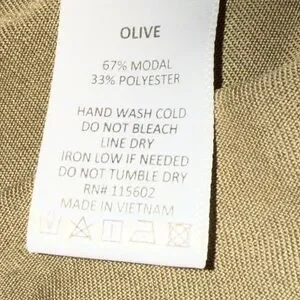 OLIVE
67% MODAL
33% POLYESTER
HAND WASH COLD
DO NOT BLEACH
LINE DRY
IRON LOW IF NEEDED
DO NOT TUMBLE DRY
RN# 115602
MADE IN VIETNAM